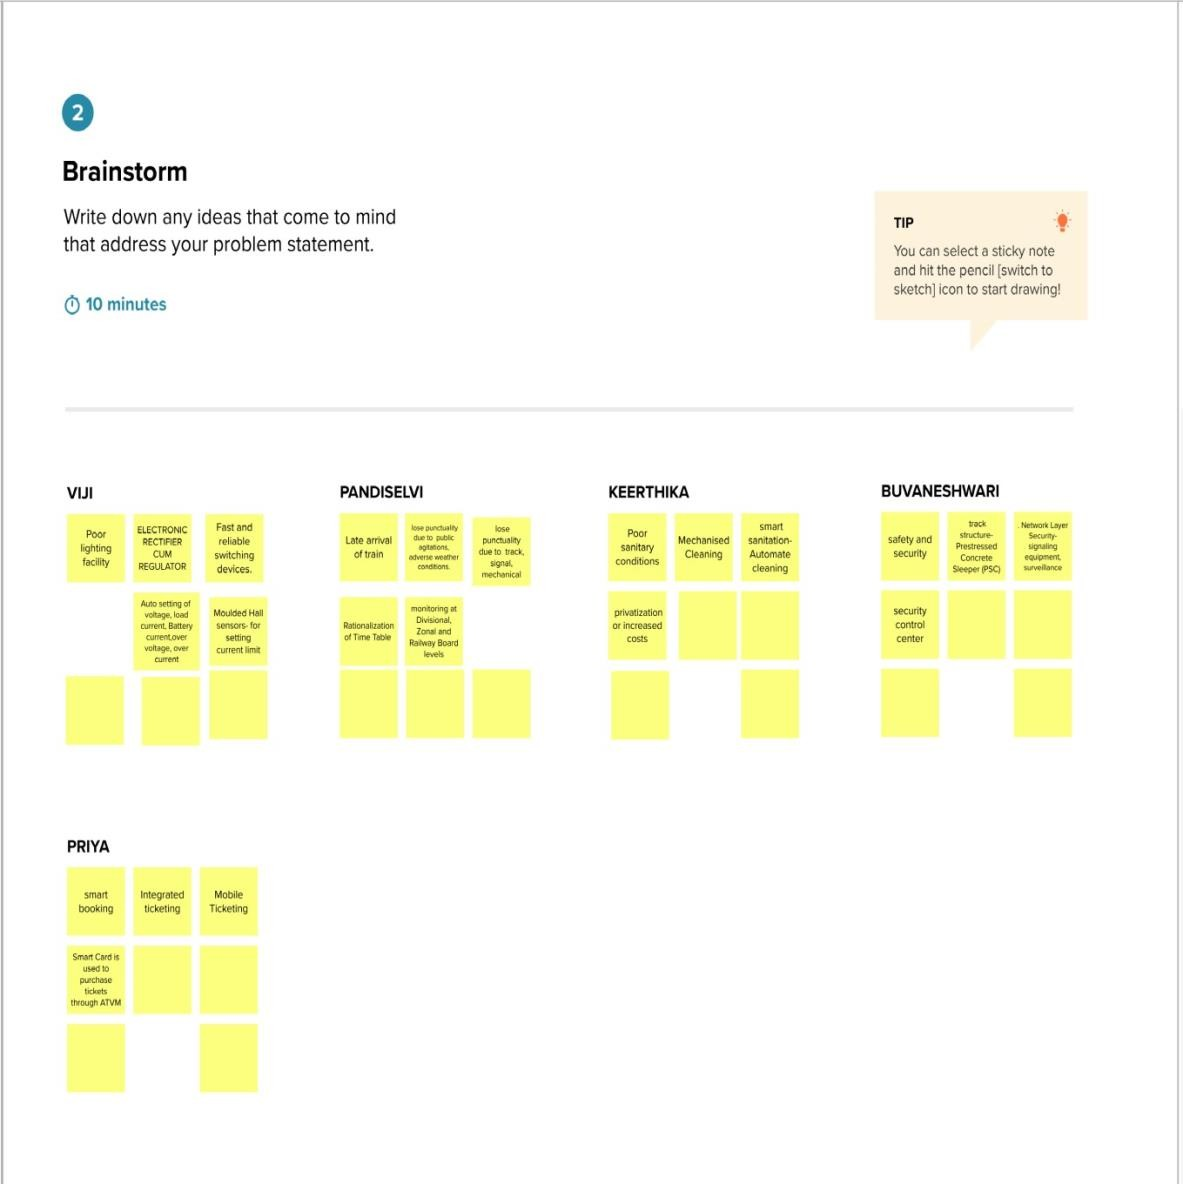 2
Brainstorm
Write down any ideas that come to mind
that address your problem statement.
10 minutes
TIP
You can select a sticky note
and hit the pencil [switch to
sketch] icon to start drawing!
VIJI
Poor
lighting
facility
ELECTRONIC
RECTIFIER
CUM
REGULATOR
Fast and
reliable
switching
devices.
Auto setting of
voltage, load
current, Battery
current,over
voltage, over
current
Moulded Hall
sensors- for
setting
current limit
PANDISELVI
Late arrival
of train
lose punctuality
due to public
agitations,
adverse weather
conditions.
lose
punctuality
due to track,
signal,
mechanical
Rationalization
of Time Table
monitoring at
Divisional,
Zonal and
Railway Board
levels
KEERTHIKA
Poor
sanitary
conditions
Mechanised
Cleaning
smart
sanitation-
Automate
cleaning
privatization
or increased
costs
BUVANESHWARI
safety and
security
track
structure-
Prestressed
Concrete
Sleeper (PSC)
. Network Layer
Security-
signaling
equipment,
surveillance
security
control
center
PRIYA
smart
booking
Integrated
ticketing
Mobile
Ticketing
Smart Card is
used to
purchase
tickets
through ATVM